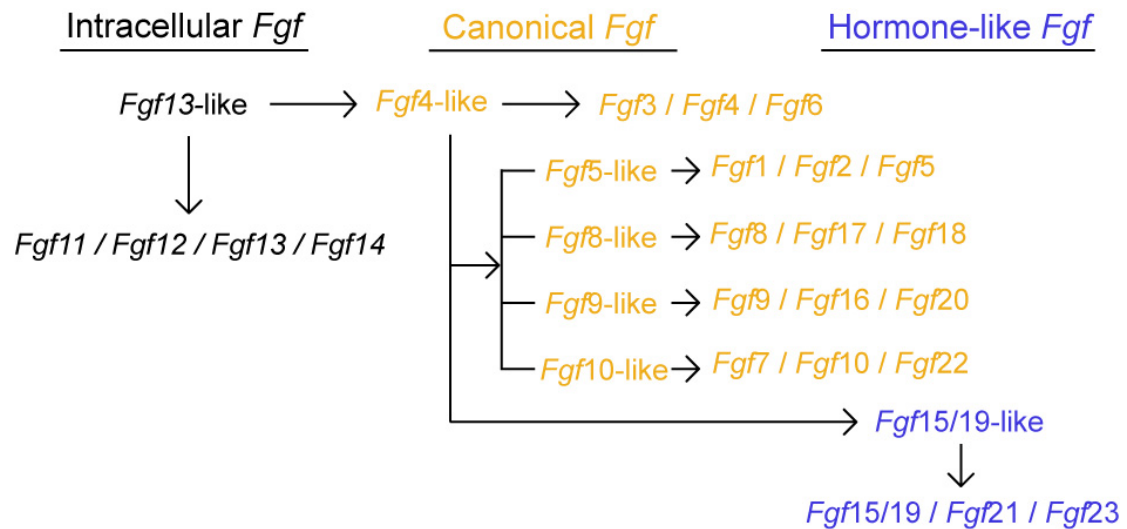 Intracellular Fgf
Canonical Fgf
Hormone-like Fgf
Fgf13-like
Fgf4-like
Fgf3 / Fgf4 / Fgf6
Fgf5-like
Fgf1 / Fgf2 / Fgf5
Fgf11 / Fgf12 / Fgf13 / Fgf14
Fgf8-like
Fgf8 / Fgf17 / Fgf18
Fgf9-like
Fgf9 / Fgf16 / Fgf20
Fgf10-like
Fgf7 / Fgf10 / Fgf22
Fgf15/19-like
Fgf15/19 / Fgf21 / Fgf23